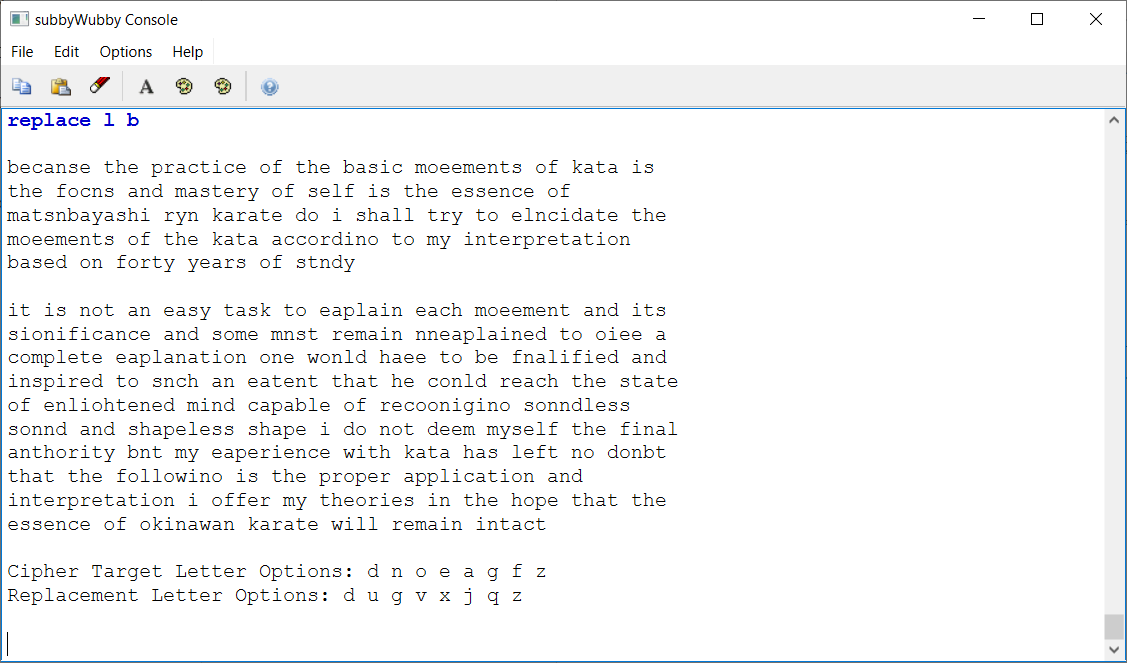 subbyWubby Console
File Edit Options Help
A
replace l b
becanse the practice of the basic moeements of kata is
the focns and mastery of self is the essence of
matsnbayashi ryn karate do i shall try to elncidate the
moeements of the kata accordino to my interpretation
based on forty years of stndy
it is not an easy task to eaplain each moeement and its
sionificance and some mnst remain nneaplained to oiee a
complete eaplanation one wonld haee to be fnalified and
inspired to snch an eatent that he conld reach the state
of enliohtened mind capable of recoonigino sonndless
sonnd and shapeless shape i do not deem myself the final
anthority bnt my eaperience with kata has left no donbt
that the followino is the proper application and
interpretation i offer my theories in the hope that the
essence of okinawan karate will remain intact
Cipher Target Letter Options: d n o e a g f z
Replacement Letter Options: d u g v x j q z